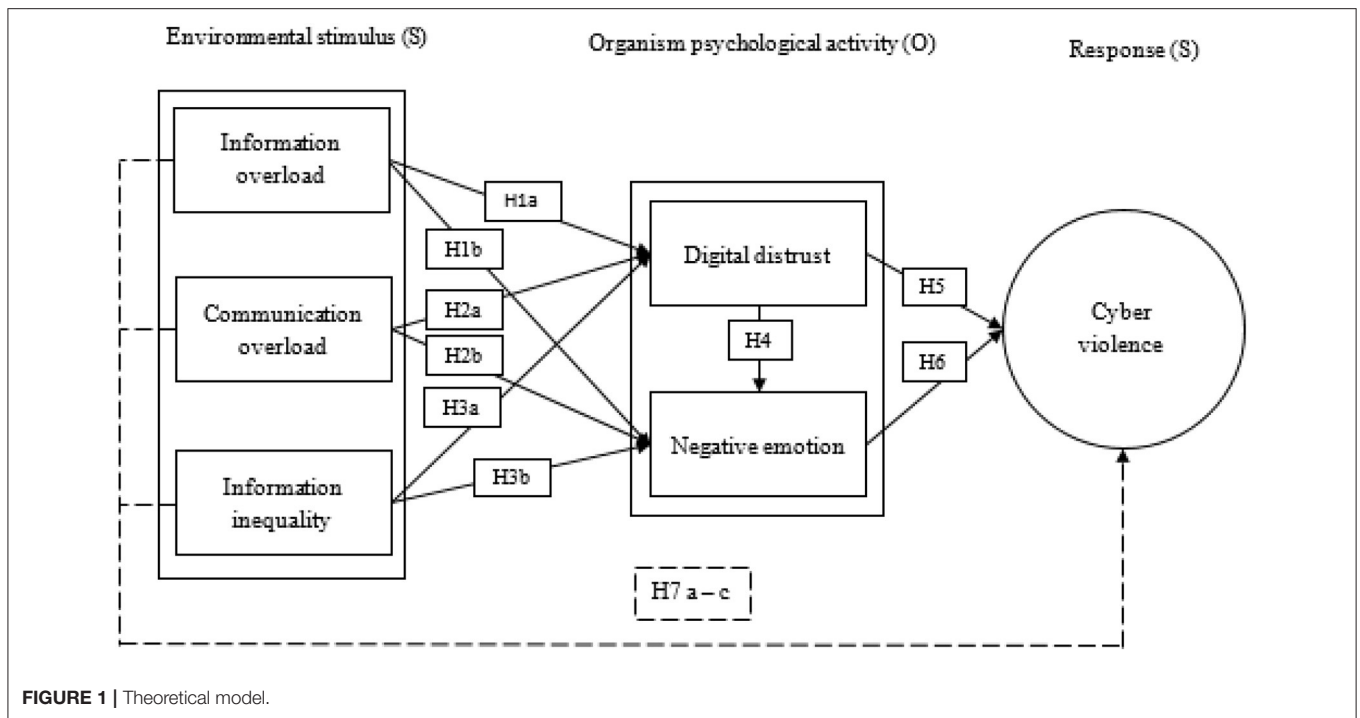 Environmental stimulus (S)
Organism psychological activity (O)
Response (S)
Information
overload
H1a
H1b
Digital distrust
H5
Communication
overload
H2a
H2b
H4
Cyber
violence
H6
H3a
Negative emotion
Information
inequality
H3b
H7 a – c
FIGURE 1 | Theoretical model.